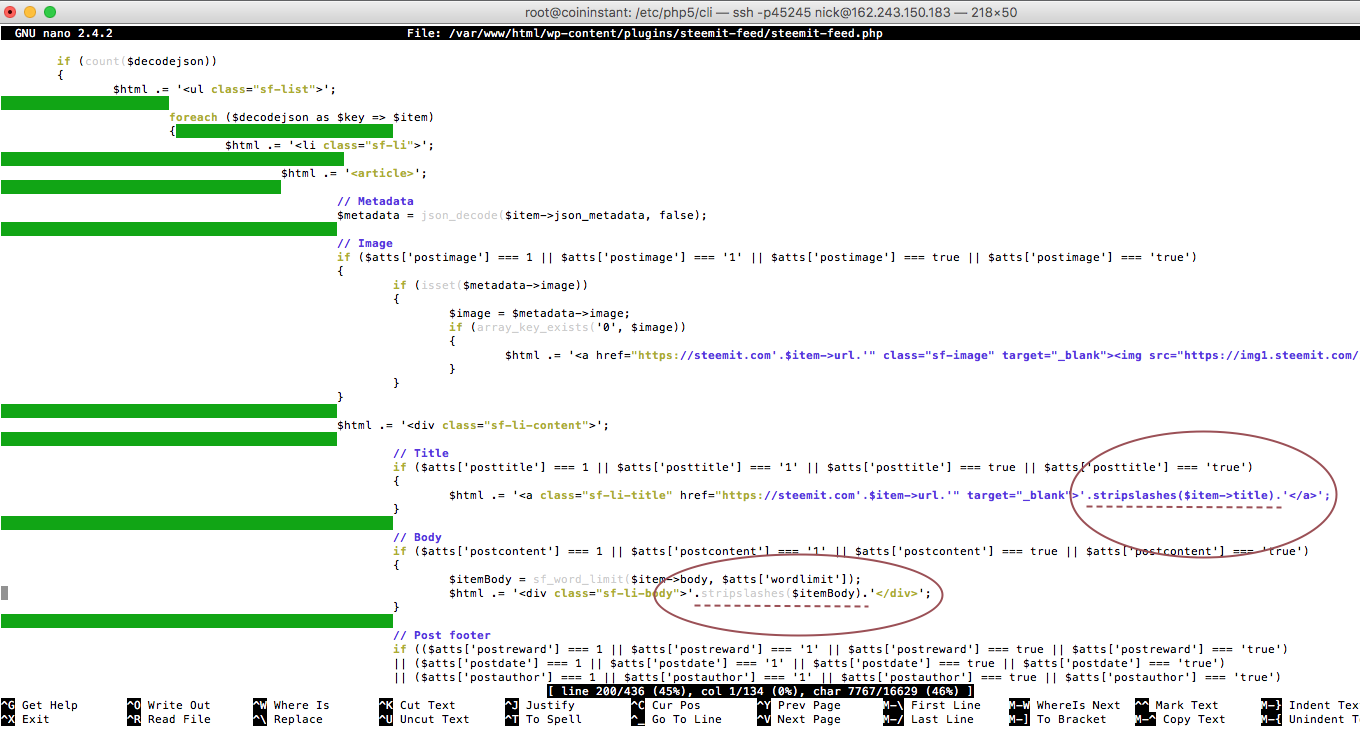 root@coininstant: /etc/php5/cli — ssh -p45245 nick@162.243.150.183 — 218×50
GNU nano 2.4.2 File: /var/www/html/wp-content/plugins/steemit-feed/steemit-feed.php
if (count($decodejson))
{
$html .= '<ul class="sf-list">';
foreach ($decodejson as $key => $item)
{
$html .= '<li class="sf-li">';
$html .= '<article>';
// Metadata
$metadata = json_decode($item->json_metadata, false);
// Image
if ($atts['postimage'] === 1 || $atts['postimage'] === '1' || $atts['postimage'] === true || $atts['postimage'] === 'true')
{
if (isset($metadata->image))
{
$image = $metadata->image;
if (array_key_exists('0', $image))
{
$html .= '<a href="https://steemit.com'.$item->url.'" class="sf-image" target="_blank"><img src="https://img1.steemit.com/
}
}
}
$html .= '<div class="sf-li-content">';
// Title
if ($atts['posttitle'] === 1 || $atts['posttitle'] === '1' || $atts['posttitle'] === true || $atts['posttitle'] === 'true')
{
$html .= '<a class="sf-li-title" href="https://steemit.com'.$item->url.'" target="_blank">'.stripslashes($item->title).'</a>';
}
// Body
if ($atts['postcontent'] === 1 || $atts['postcontent'] === '1' || $atts['postcontent'] === true || $atts['postcontent'] === 'true')
{
$itemBody = sf_word_limit($item->body, $atts['wordlimit']);
$html .= '<div class="sf-li-body">'.stripslashes($itemBody).'</div>';
}
// Post footer
if (($atts['postreward'] === 1 || $atts['postreward'] === '1' || $atts['postreward'] === true || $atts['postreward'] === 'true')
|| ($atts['postdate'] === 1 || $atts['postdate'] === '1' || $atts['postdate'] === true || $atts['postdate'] === 'true')
|| ($atts['postauthor'] === 1 || $atts['postauthor'] === '1' || $atts['postauthor'] === true || $atts['postauthor'] === 'true')
[ line 200/436 (45%), col 1/134 (0%), char 7767/16629 (46%) ]
^G Get Help ^O Write Out ^W Where Is ^K Cut Text ^J Justify ^C Cur Pos ^Y Prev Page M-\ First Line M-W WhereIs Next ^^ Mark Text M-} Indent Tex
^X Exit ^R Read File ^\ Replace ^U Uncut Text ^T To Spell ^_ Go To Line ^V Next Page M-/ Last Line M-] To Bracket M-^ Copy Text M-{ Unindent T